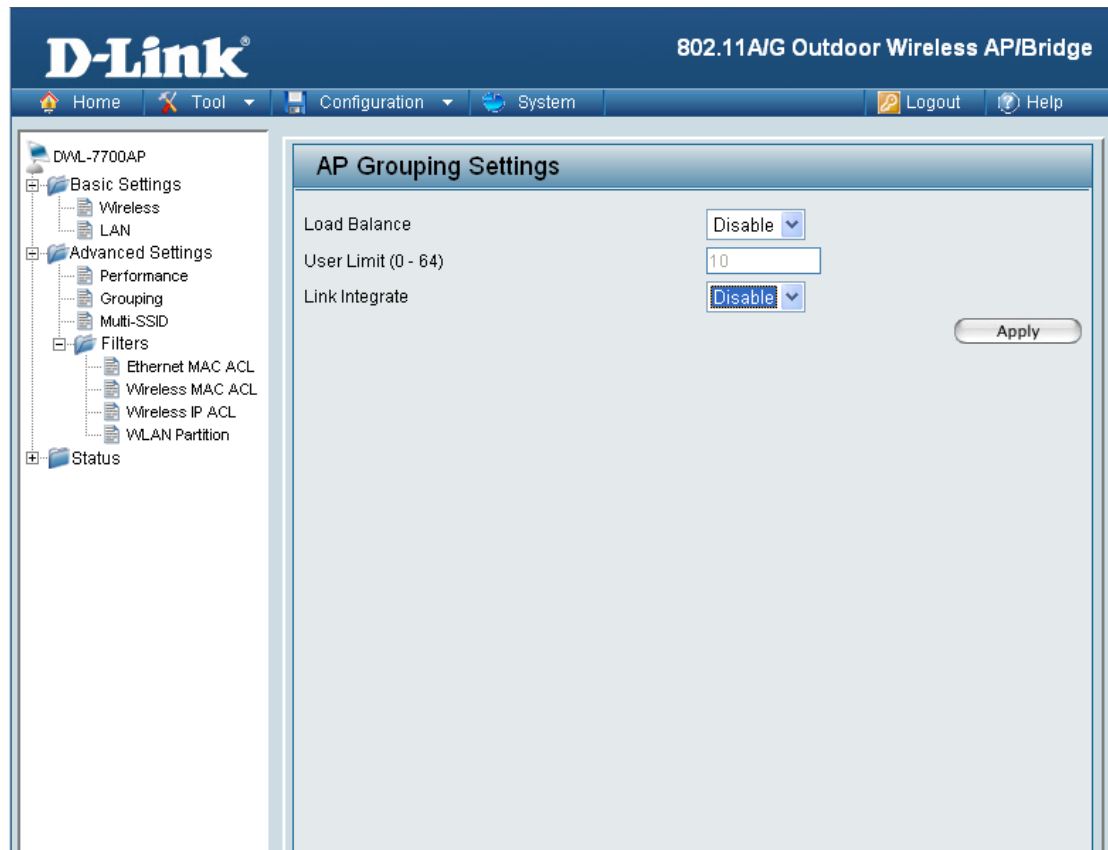 D-Link®
802.11A/G Outdoor Wireless AP/Bridge
Home Tool Configuration System Logout Help
DWL-7700AP
Basic Settings
Wireless
LAN
Advanced Settings
Performance
Grouping
Multi-SSID
Filters
Ethernet MAC ACL
Wireless MAC ACL
Wireless IP ACL
WLAN Partition
Status
AP Grouping Settings
Load Balance Disable
User Limit (0 - 64) 10
Link Integrate Disable
Apply